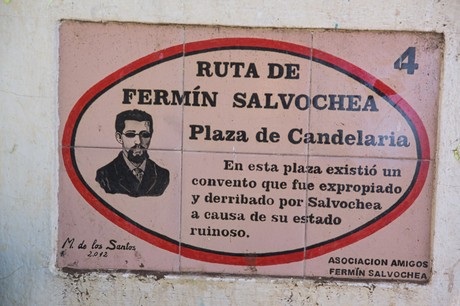 4
RUTA DE
FERMÍN SALVOCHEA
Plaza de Candelaria
En esta plaza existió un
convento que fue expropiado
y derribado por Salvochea
a causa de su estado
ruinoso.
M. de los Santos
2012
ASOCIACION AMIGOS
FERMÍN SALVOCHEA